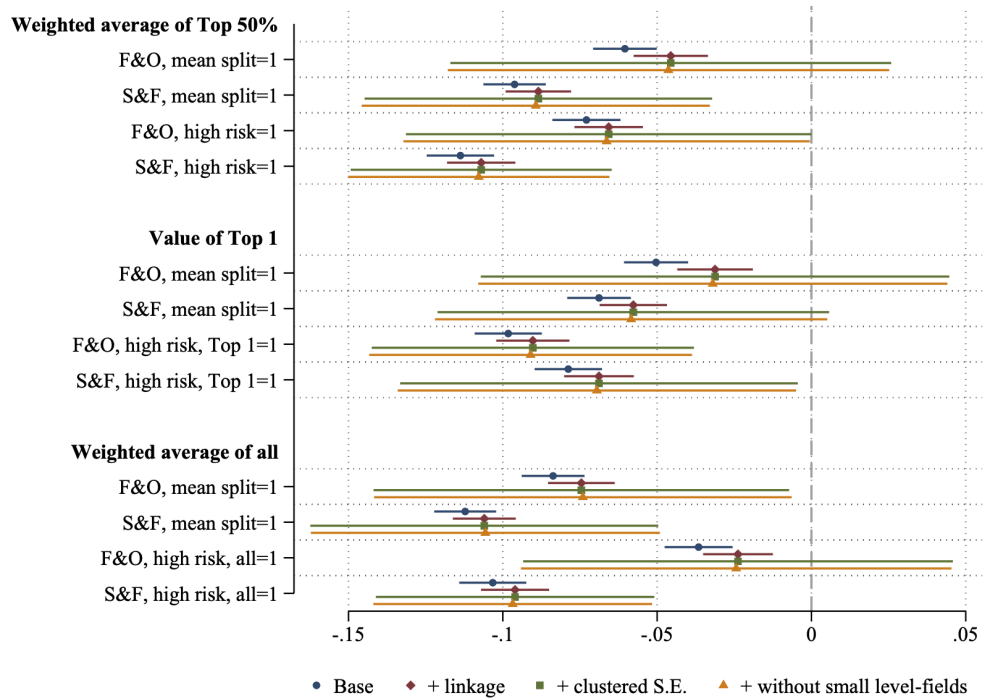 Weighted average of Top 50%
F&O, mean split=1
S&F, mean split=1
F&O, high risk=1
S&F, high risk=1
Value of Top 1
F&O, mean split=1
S&F, mean split=1
F&O, high risk, Top 1=1
S&F, high risk, Top 1=1
Weighted average of all
F&O, mean split=1
S&F, mean split=1
F&O, high risk, all=1
S&F, high risk, all=1
-.15 -.1 -.05 0 .05
Base + linkage + clustered S.E. + without small level-fields